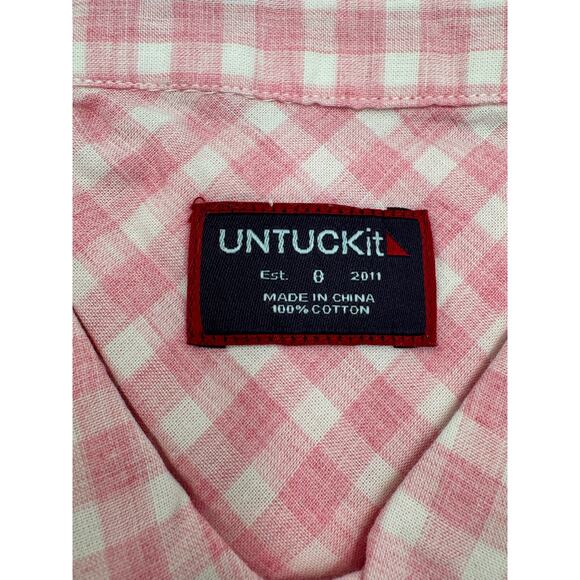 UNTUCKit
Est. 8 2011
MADE IN CHINA
100% COTTON